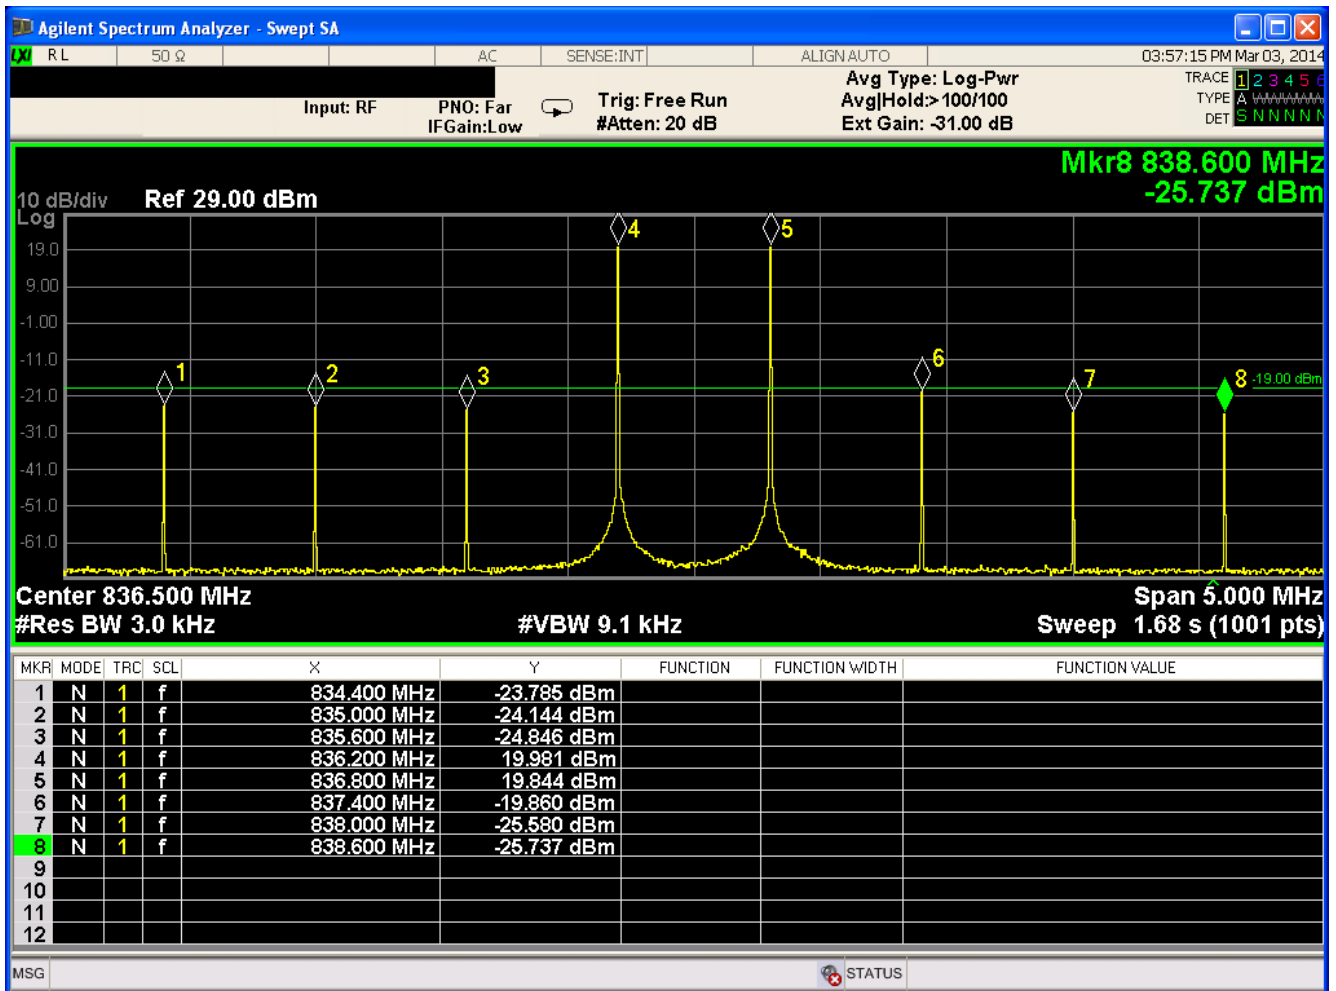 Agilent Spectrum Analyzer - Swept SA
LXI RL 50 Ω AC SENSE:INT ALIGN AUTO 03:57:15 PM Mar 03, 2014
Input: RF PNO: Far Trig: Free Run Avg Type: Log-Pwr TRACE 1 2 3 4 5 6
IFGain:Low #Atten: 20 dB Avg|Hold:>100/100 TYPE A
Ext Gain: -31.00 dB DET S N N N N N
Mkr8 838.600 MHz
-25.737 dBm
10 dB/div Ref 29.00 dBm
Log
19.0
9.00
-1.00
-11.0
-21.0
-31.0
-41.0
-51.0
-61.0
1 2 3 4 5 6 7 8
-19.00 dBm
Center 836.500 MHz Span 5.000 MHz
#Res BW 3.0 kHz #VBW 9.1 kHz Sweep 1.68 s (1001 pts)
MKR MODE TRC SCL X Y FUNCTION FUNCTION WIDTH FUNCTION VALUE
1 N 1 f 834.400 MHz -23.785 dBm
2 N 1 f 835.000 MHz -24.144 dBm
3 N 1 f 835.600 MHz -24.846 dBm
4 N 1 f 836.200 MHz 19.981 dBm
5 N 1 f 836.800 MHz 19.844 dBm
6 N 1 f 837.400 MHz -19.860 dBm
7 N 1 f 838.000 MHz -25.580 dBm
8 N 1 f 838.600 MHz -25.737 dBm
9
10
11
12
MSG STATUS